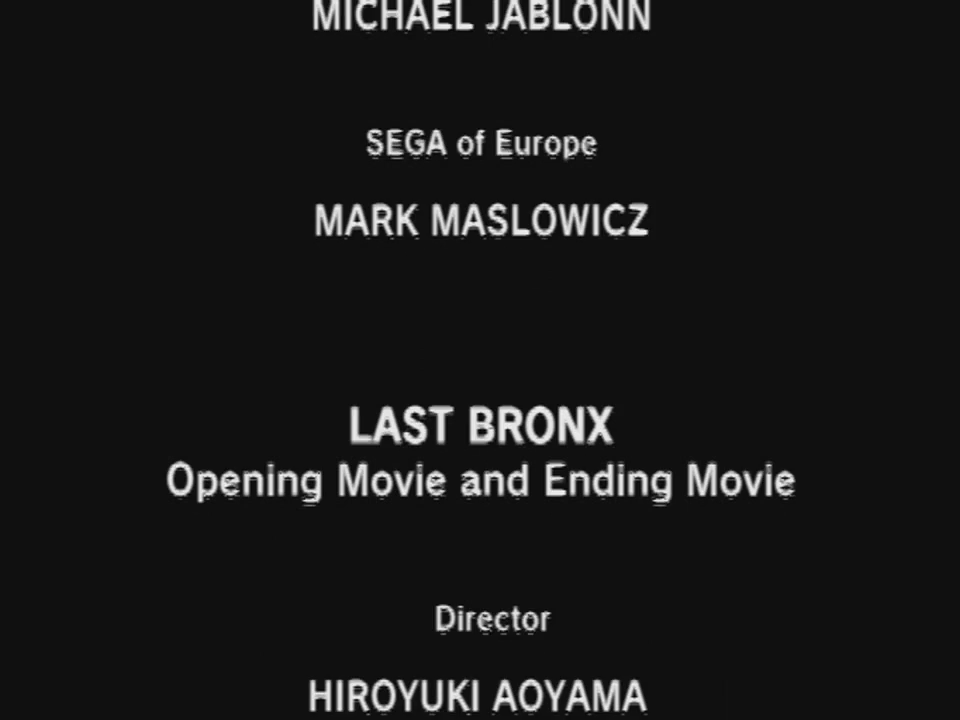 MICHAEL JABLONN
SEGA of Europe
MARK MASLOWICZ
LAST BRONX
Opening Movie and Ending Movie
Director
HIROYUKI AOYAMA